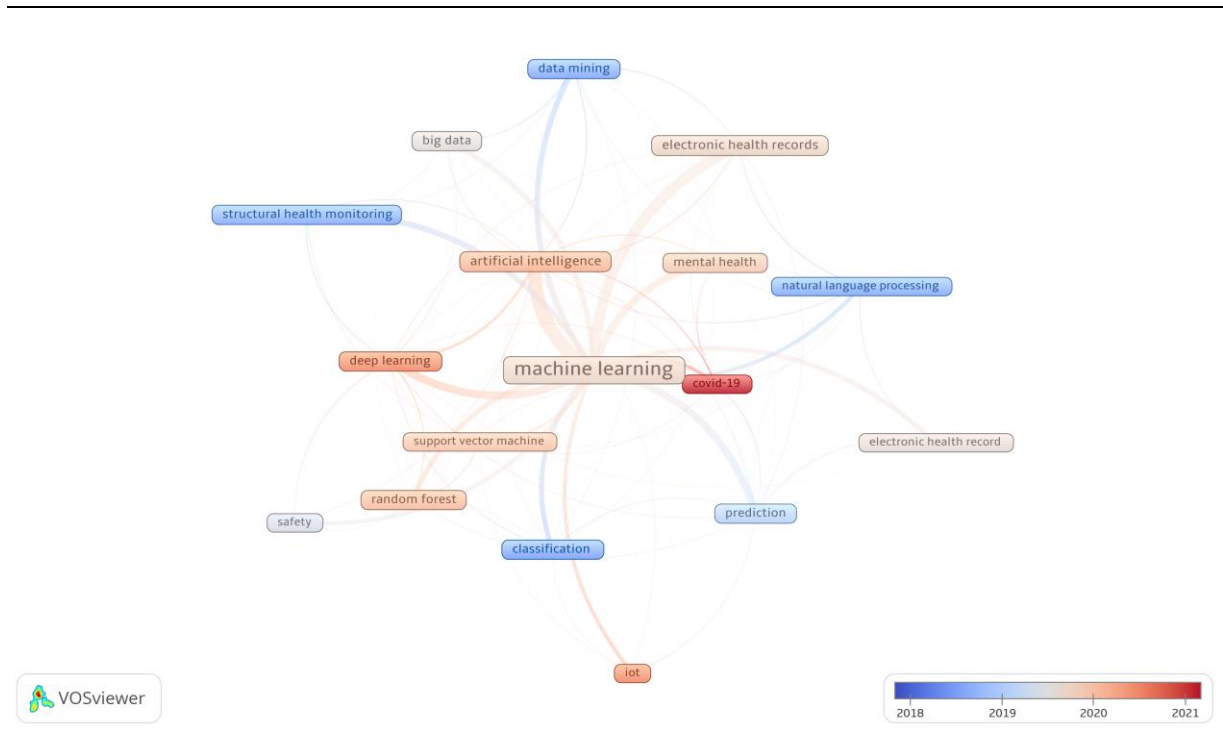 data mining
big data
electronic health records
structural health monitoring
artificial intelligence
mental health
natural language processing
deep learning
machine learning
covid-19
support vector machine
electronic health record
random forest
prediction
safety
classification
iot
VOSviewer
2018 2019 2020 2021